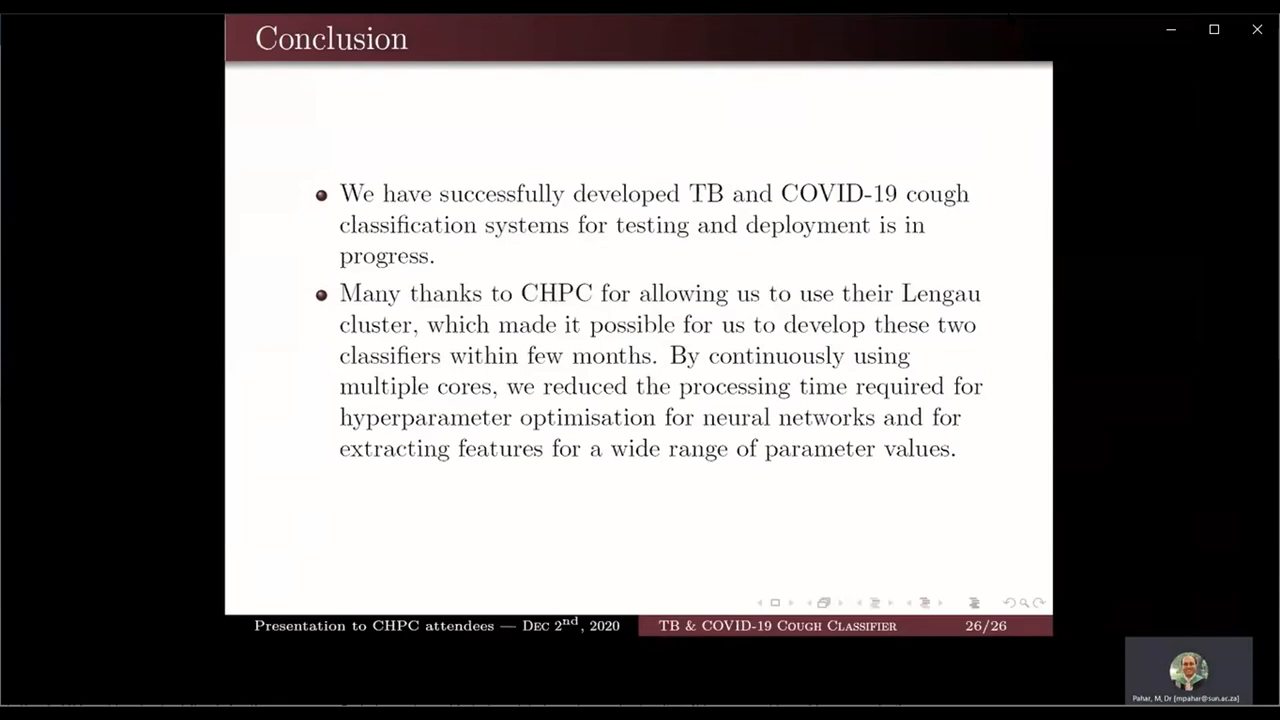 Conclusion
We have successfully developed TB and COVID-19 cough
classification systems for testing and deployment is in
progress.
Many thanks to CHPC for allowing us to use their Lengau
cluster, which made it possible for us to develop these two
classifiers within few months. By continuously using
multiple cores, we reduced the processing time required for
hyperparameter optimisation for neural networks and for
extracting features for a wide range of parameter values.
Presentation to CHPC attendees — Dec 2nd, 2020 TB & COVID-19 Cough Classifier 26/26
Pahar, M, Dr [mpahar@sun.ac.za]